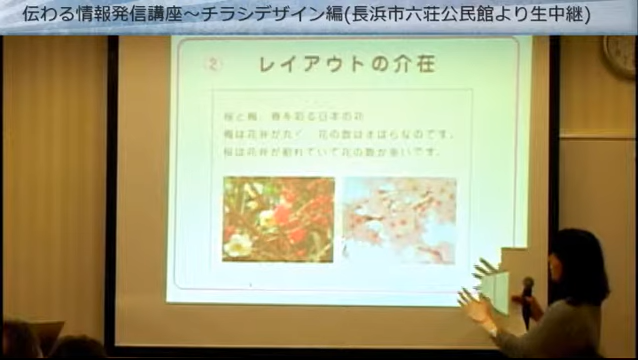 伝わる情報発信講座～チラシデザイン編(長浜市六荘公民館より生中継)
② レイアウトの介在
桜と梅、春を彩る日本の花
梅は花弁が丸く、花の数はまばらなのです。
桜は花弁が割れていて花の数が多いです。